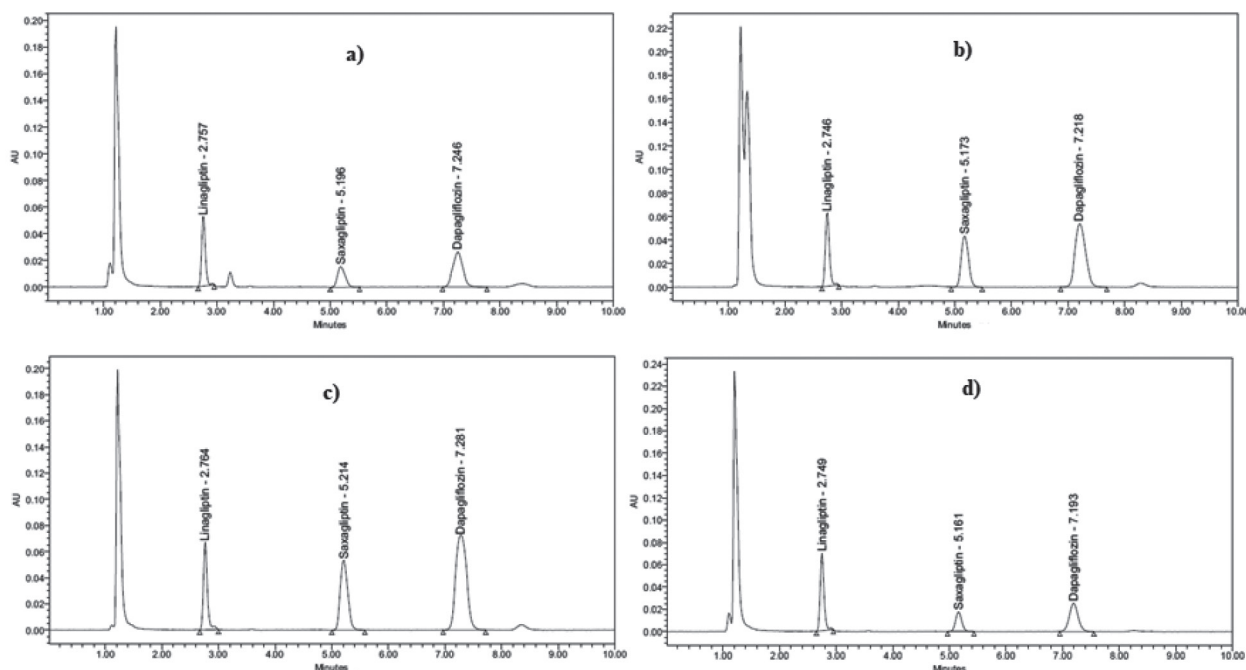 a)
0.20
0.18
0.16
0.14
0.12
0.10
0.08
0.06
0.04
0.02
0.00
AU
Linagliptin - 2.757
Saxagliptin - 5.196
Dapagliflozin - 7.246
1.00 2.00 3.00 4.00 5.00 6.00 7.00 8.00 9.00 10.00
Minutes
b)
0.22
0.20
0.18
0.16
0.14
0.12
0.10
0.08
0.06
0.04
0.02
0.00
AU
Linagliptin - 2.746
Saxagliptin - 5.173
Dapagliflozin - 7.218
1.00 2.00 3.00 4.00 5.00 6.00 7.00 8.00 9.00 10.00
Minutes
c)
0.20
0.18
0.16
0.14
0.12
0.10
0.08
0.06
0.04
0.02
0.00
AU
Linagliptin - 2.764
Saxagliptin - 5.214
Dapagliflozin - 7.281
1.00 2.00 3.00 4.00 5.00 6.00 7.00 8.00 9.00 10.00
Minutes
d)
0.24
0.22
0.20
0.18
0.16
0.14
0.12
0.10
0.08
0.06
0.04
0.02
0.00
AU
Linagliptin - 2.749
Saxagliptin - 5.161
Dapagliflozin - 7.193
1.00 2.00 3.00 4.00 5.00 6.00 7.00 8.00 9.00 10.00
Minutes